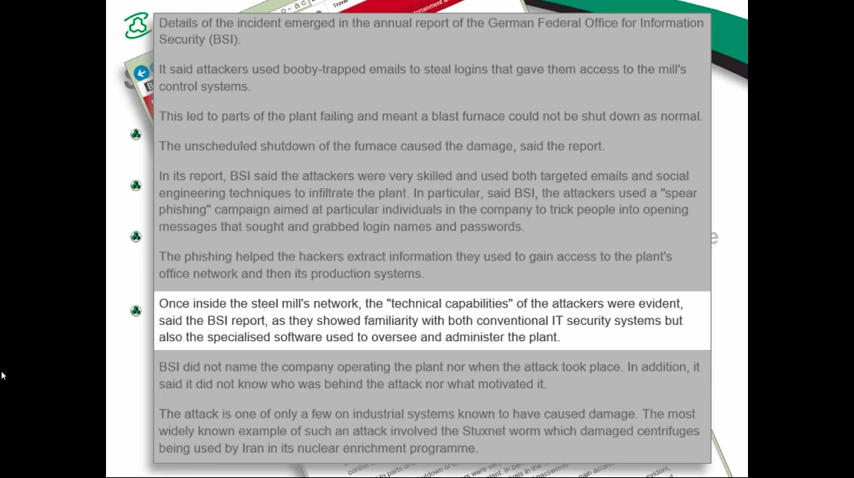 Details of the incident emerged in the annual report of the German Federal Office for Information
Security (BSI).
It said attackers used booby-trapped emails to steal logins that gave them access to the mill's
control systems.
This led to parts of the plant failing and meant a blast furnace could not be shut down as normal.
The unscheduled shutdown of the furnace caused the damage, said the report.
In its report, BSI said the attackers were very skilled and used both targeted emails and social
engineering techniques to infiltrate the plant. In particular, said BSI, the attackers used a "spear
phishing" campaign aimed at particular individuals in the company to trick people into opening
messages that sought and grabbed login names and passwords.
The phishing helped the hackers extract information they used to gain access to the plant's
office network and then its production systems.
Once inside the steel mill's network, the "technical capabilities" of the attackers were evident,
said the BSI report, as they showed familiarity with both conventional IT security systems but
also the specialised software used to oversee and administer the plant.
BSI did not name the company operating the plant nor when the attack took place. In addition, it
said it did not know who was behind the attack nor what motivated it.
The attack is one of only a few on industrial systems known to have caused damage. The most
widely known example of such an attack involved the Stuxnet worm which damaged centrifuges
being used by Iran in its nuclear enrichment programme.